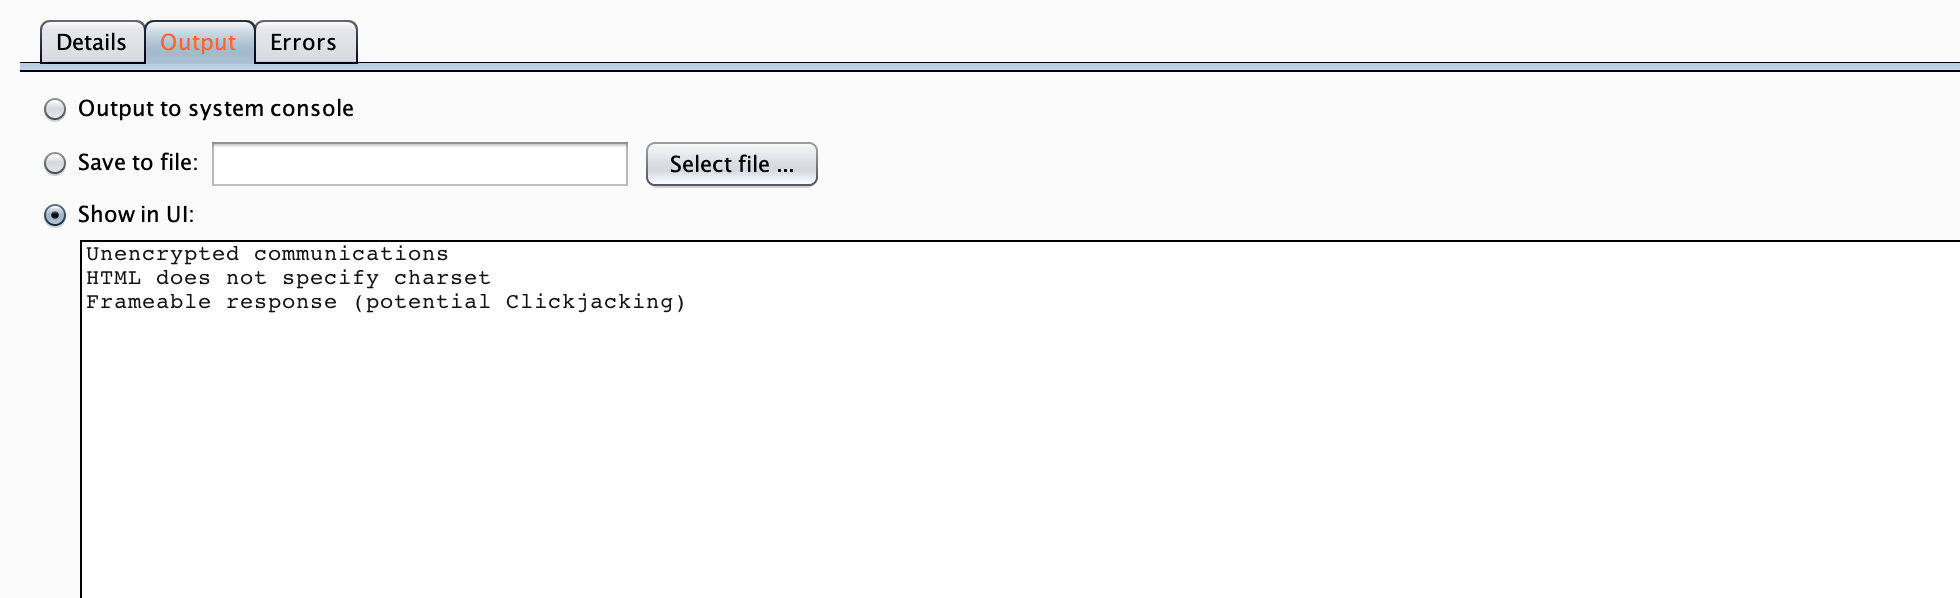 Details Output Errors
Output to system console
Save to file: Select file ...
Show in UI:
Unencrypted communications
HTML does not specify charset
Frameable response (potential Clickjacking)